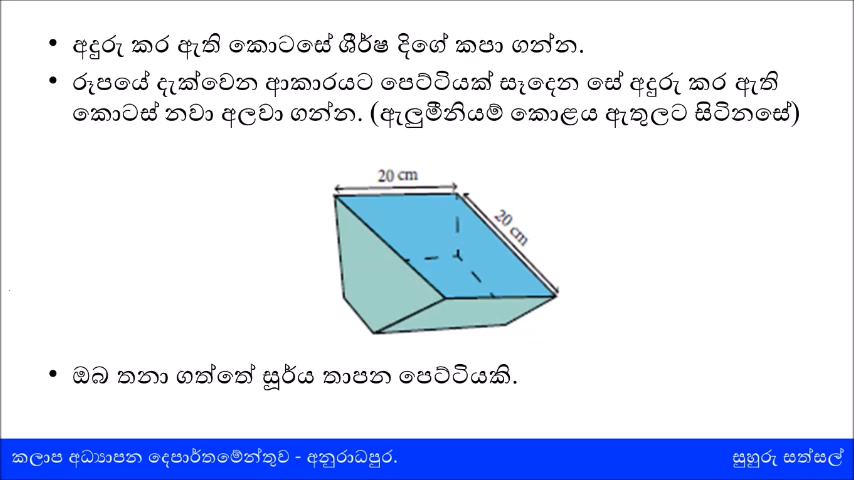 • අඳුරු කර ඇති කොටසේ ශීර්ෂ දිගේ කපා ගන්න.
• රූපයේ දැක්වෙන ආකාරයට පෙට්ටියක් සෑදෙන සේ අඳුරු කර ඇති
කොටස් නවා අලවා ගන්න. (ඇලුමීනියම් කොළය ඇතුලට සිටිනසේ)
20 cm
20 cm
• ඔබ තනා ගත්තේ සූර්ය තාපන පෙට්ටියකි.
කලාප අධ්‍යාපන දෙපාර්තමේන්තුව - අනුරාධපුර. සුහුරු සත්සල්